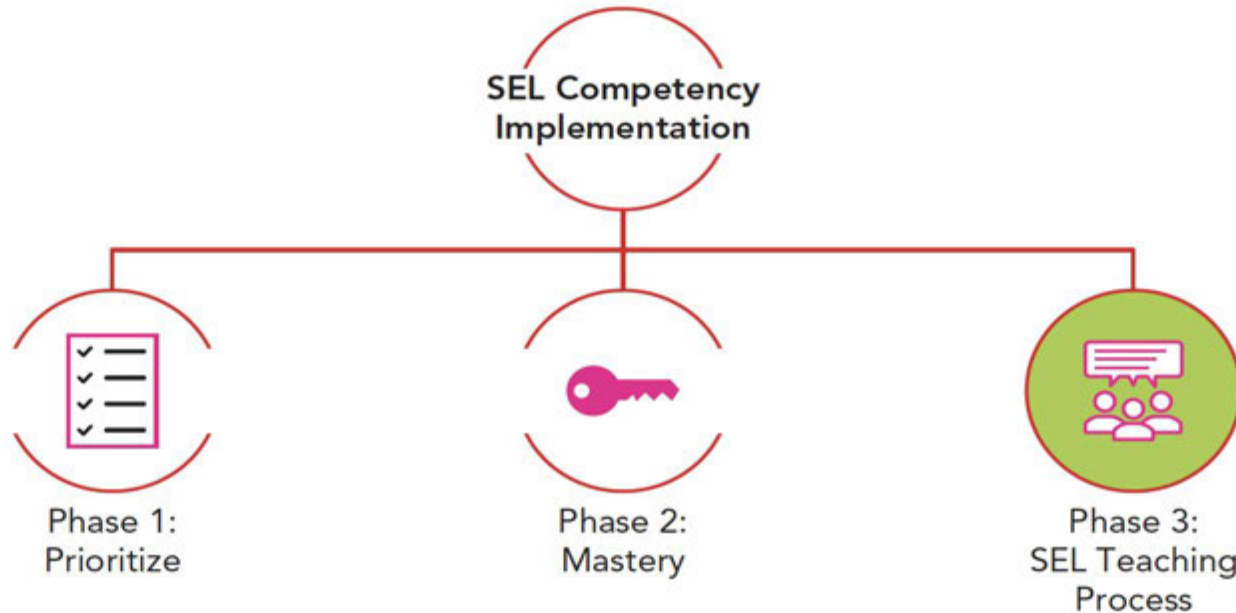 SEL Competency
Implementation
Phase 1:
Prioritize
Phase 2:
Mastery
Phase 3:
SEL Teaching
Process